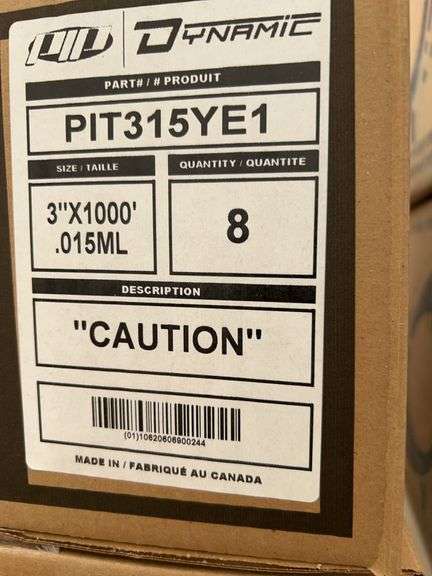 PIP DYNAMIC
PART# / # PRODUIT
PIT315YE1
SIZE / TAILLE
3"X1000'
.015ML
QUANTITY / QUANTITE
8
DESCRIPTION
"CAUTION"
(01)10620606900244
MADE IN / FABRIQUÉ AU CANADA